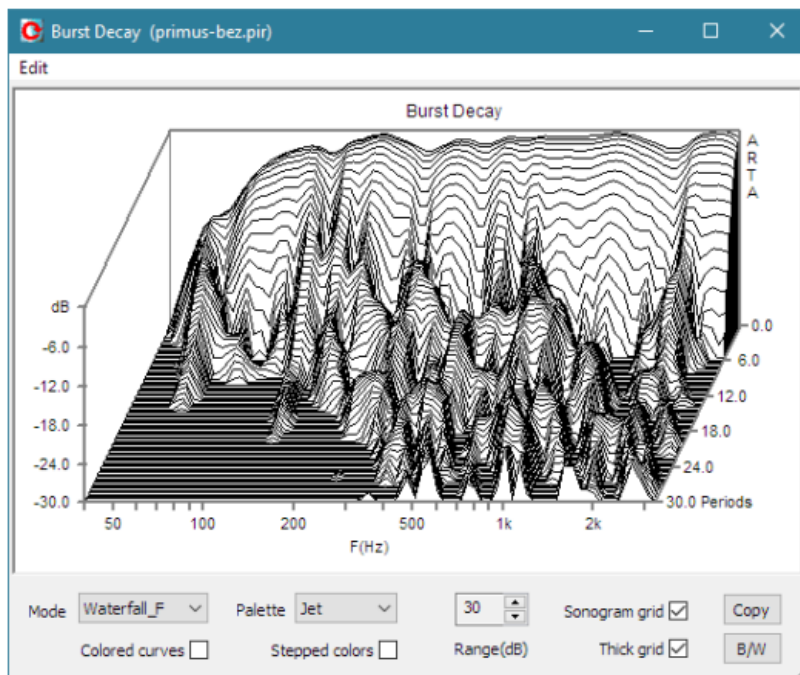 Burst Decay (primus-bez.pir)
Edit
Burst Decay
A
R
T
A
dB
-6.0
-12.0
-18.0
-24.0
-30.0
0.0
6.0
12.0
18.0
24.0
30.0 Periods
50 100 200 500 1k 2k
F(Hz)
Mode Waterfall_F Palette Jet 30 Sonogram grid Copy
Colored curves Stepped colors Range(dB) Thick grid B/W